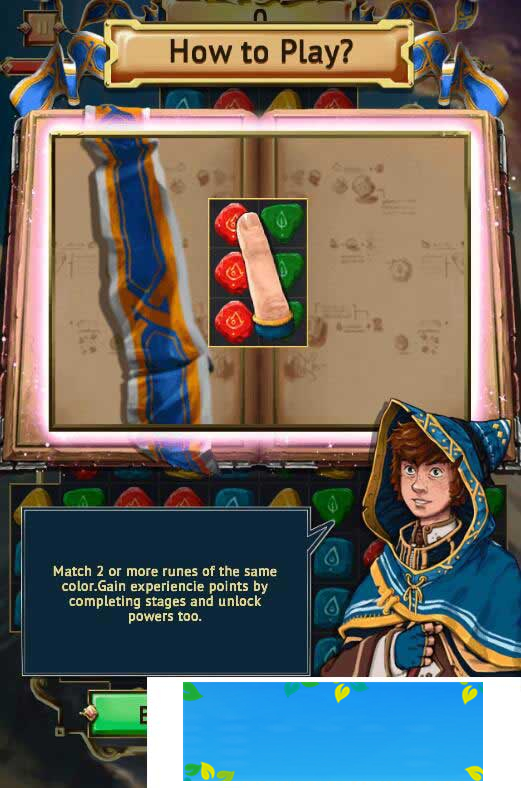 How to Play?
Match 2 or more runes of the same
color.Gain experiencie points by
completing stages and unlock
powers too.